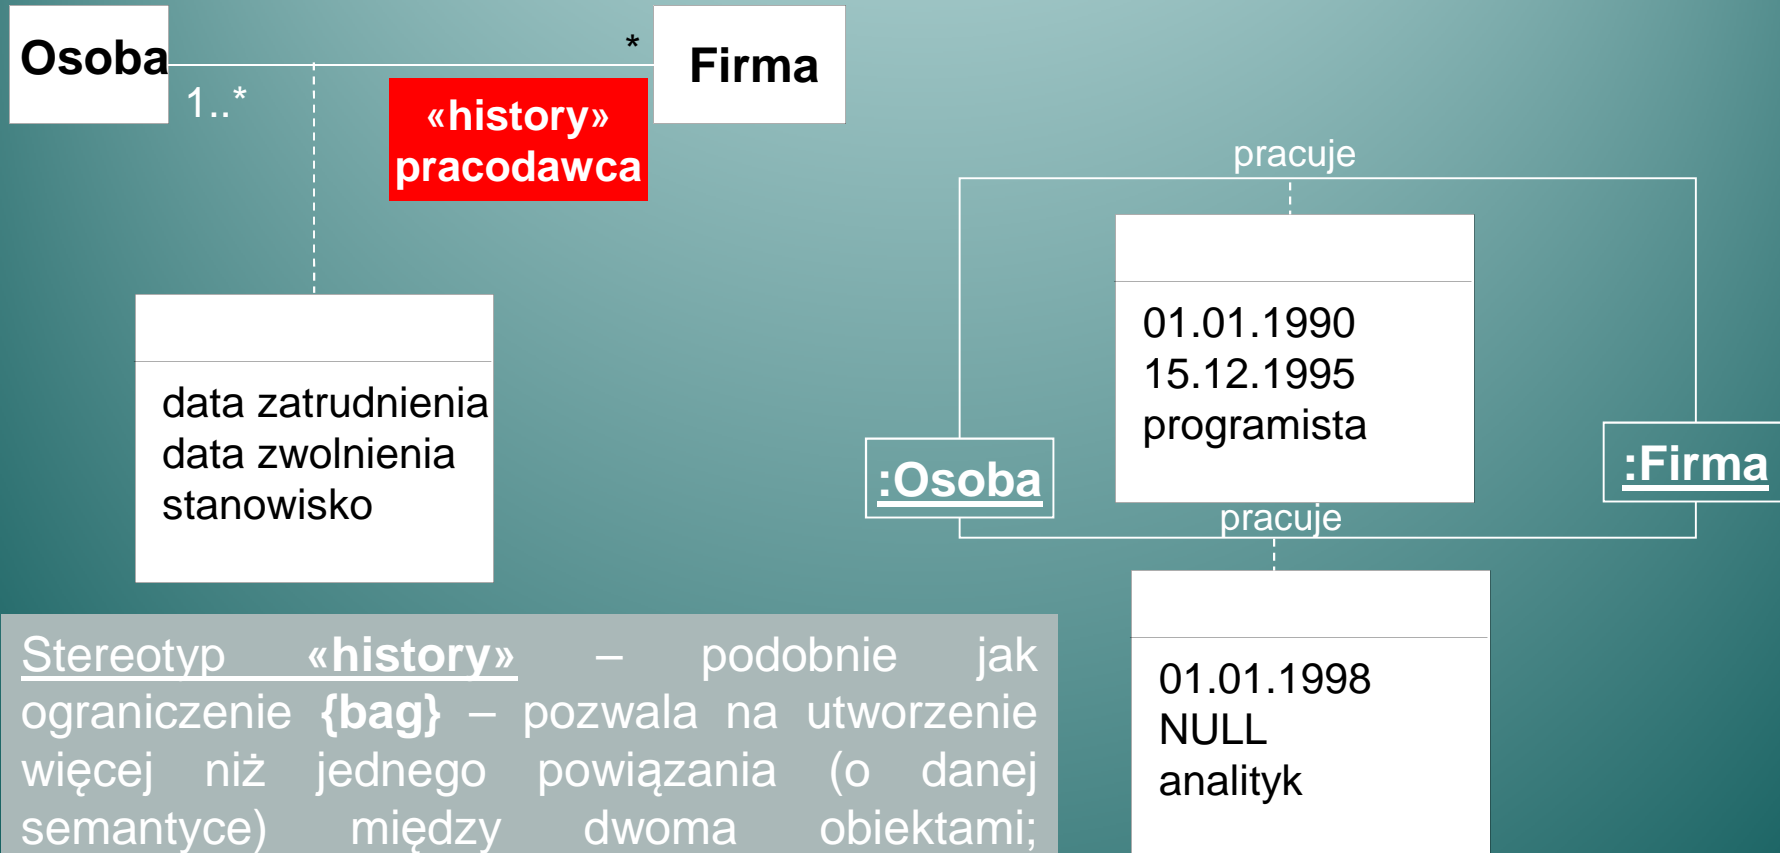 Osoba
*
Firma
1..*
«history»
pracodawca
data zatrudnienia
data zwolnienia
stanowisko
pracuje
01.01.1990
15.12.1995
programista
:Osoba
:Firma
pracuje
01.01.1998
NULL
analityk
Stereotyp «history» – podobnie jak
ograniczenie {bag} – pozwala na utworzenie
więcej niż jednego powiązania (o danej
semantyce) między dwoma obiektami;